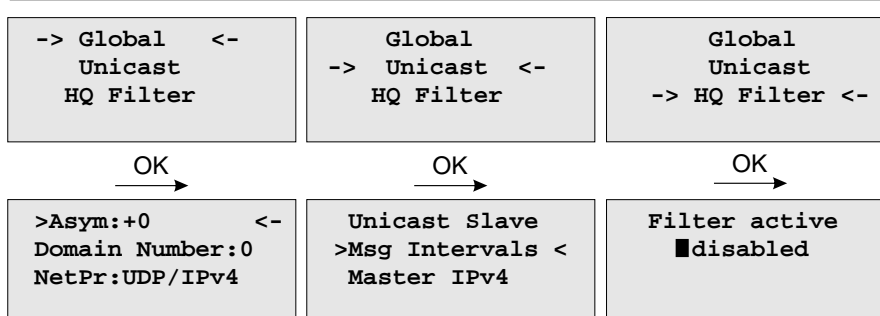 -> Global <-
Unicast
HQ Filter
Global
-> Unicast <-
HQ Filter
Global
Unicast
-> HQ Filter <-
OK
OK
OK
>Asym:+0 <-
Domain Number:0
NetPr:UDP/IPv4
Unicast Slave
>Msg Intervals <
Master IPv4
Filter active
█disabled